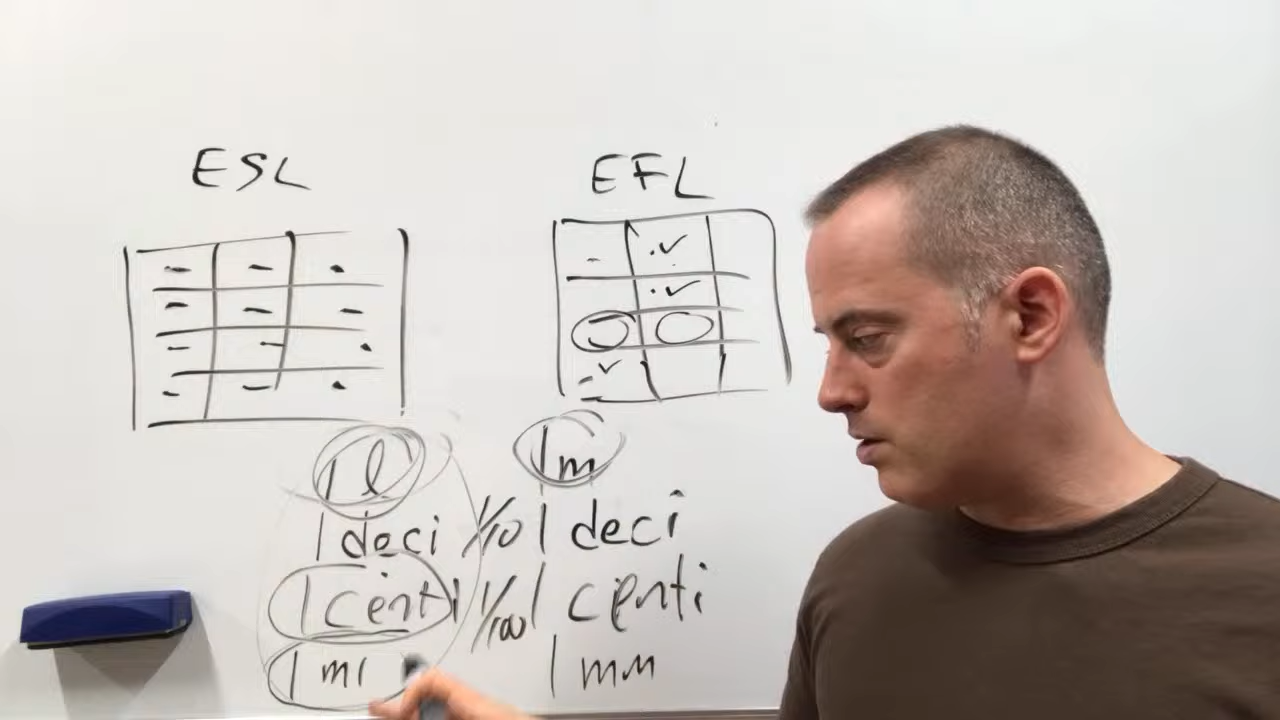 ESL EFL
1 l 1 m
1 deci 1/10 1 deci
1 centi 1/100 1 centi
1 ml 1 mm